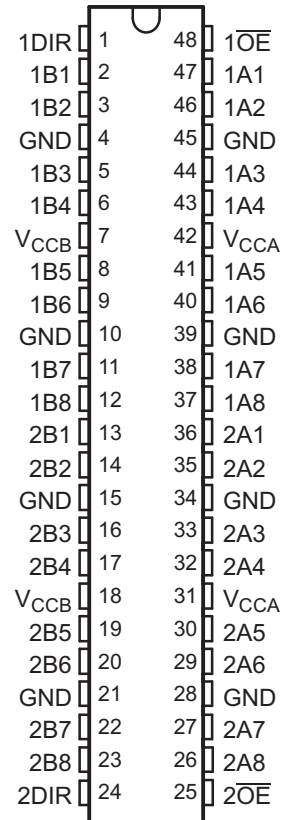 1DIR 1 48 1O̅E̅
1B1 2 47 1A1
1B2 3 46 1A2
GND 4 45 GND
1B3 5 44 1A3
1B4 6 43 1A4
VCCB 7 42 VCCA
1B5 8 41 1A5
1B6 9 40 1A6
GND 10 39 GND
1B7 11 38 1A7
1B8 12 37 1A8
2B1 13 36 2A1
2B2 14 35 2A2
GND 15 34 GND
2B3 16 33 2A3
2B4 17 32 2A4
VCCB 18 31 VCCA
2B5 19 30 2A5
2B6 20 29 2A6
GND 21 28 GND
2B7 22 27 2A7
2B8 23 26 2A8
2DIR 24 25 2O̅E̅